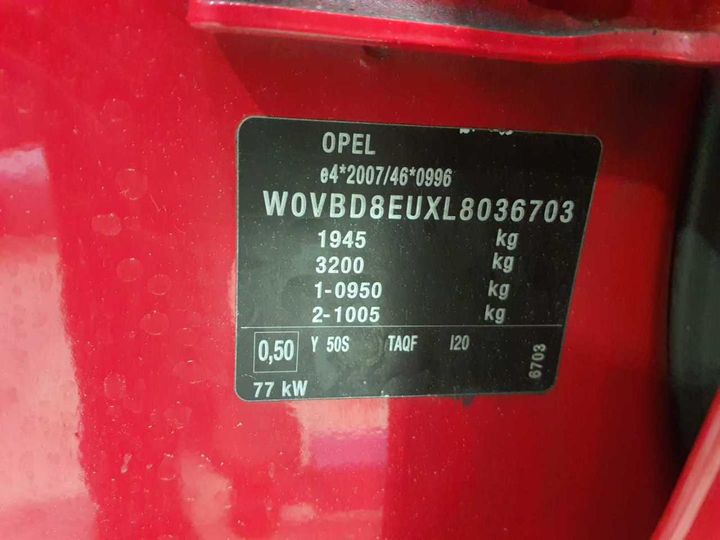 OPEL
e4*2007/46*0996
W0VBD8EUXL8036703
1945 kg
3200 kg
1-0950 kg
2-1005 kg
0,50 Y 50S TAQF I20
77 kW
6703